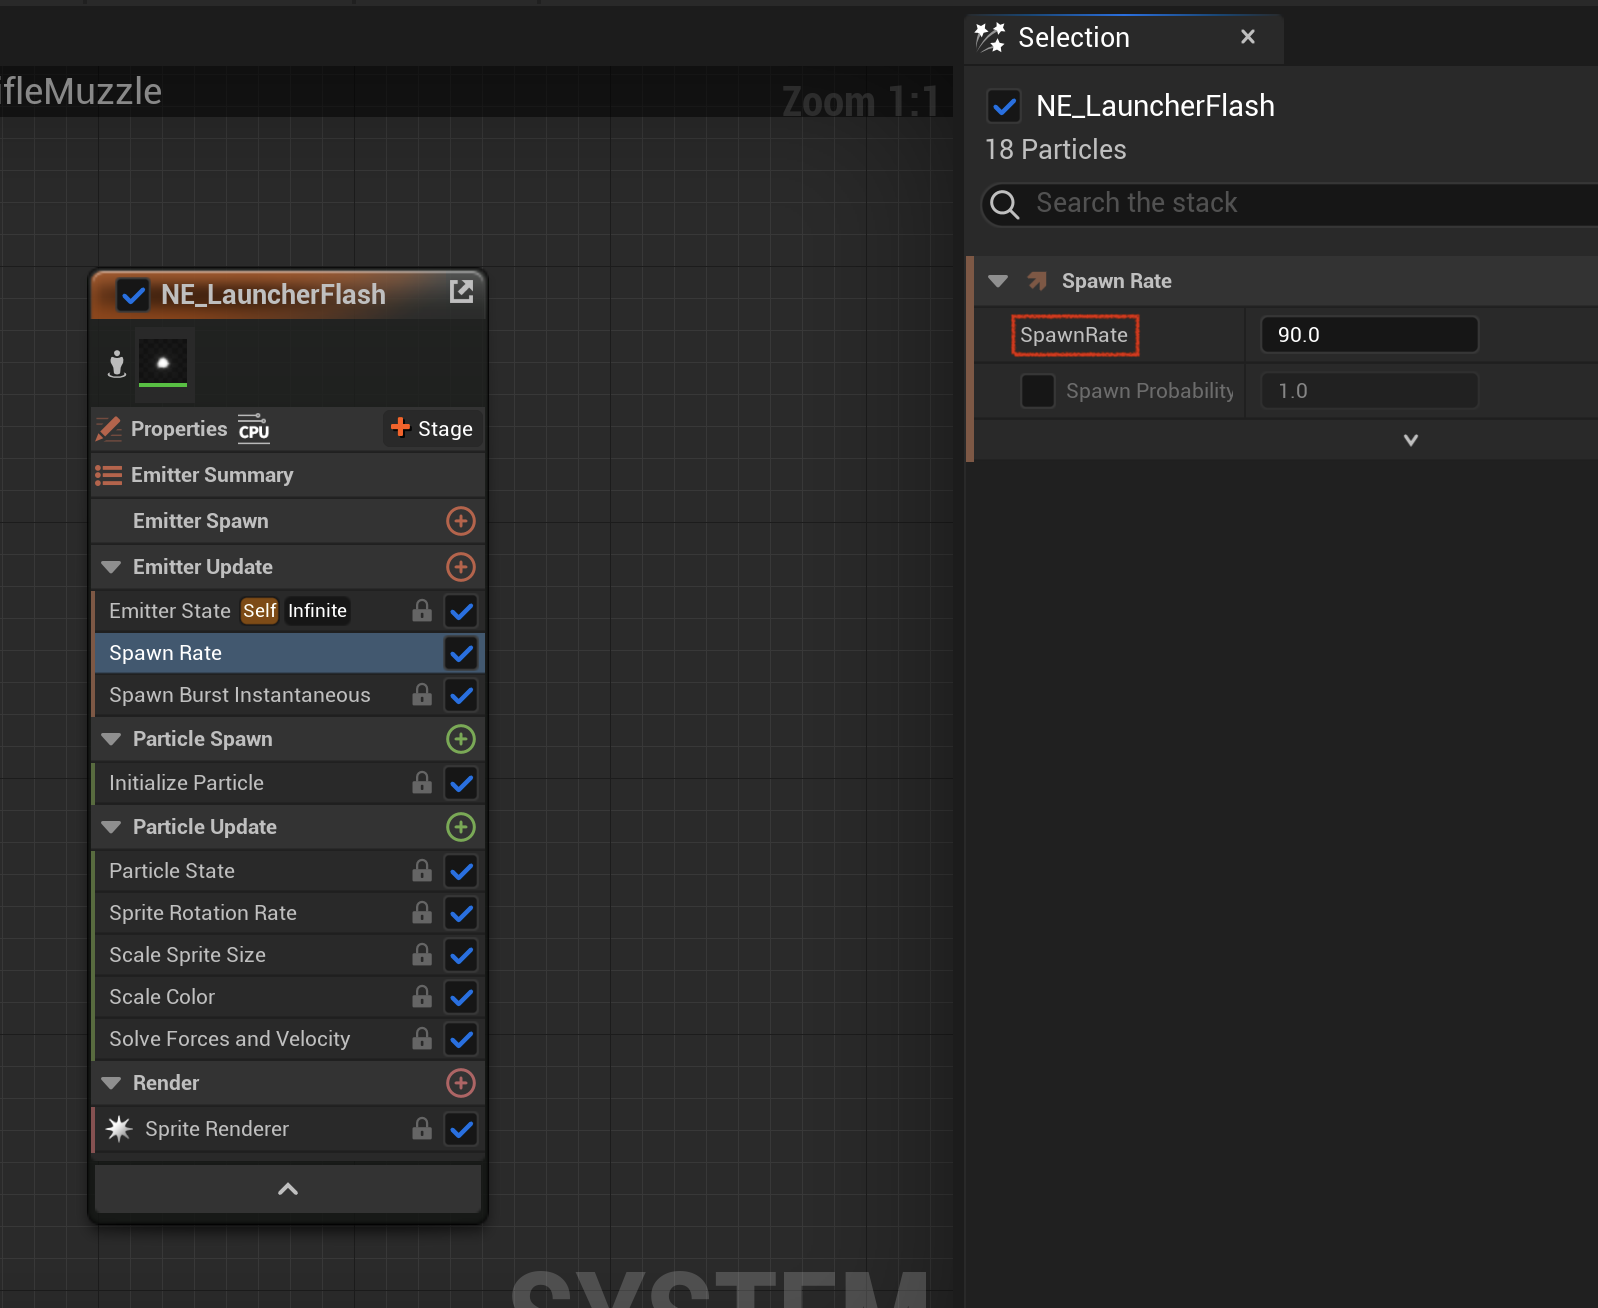 ifleMuzzle
Zoom 1:1
NE_LauncherFlash
Properties CPU
Stage
Emitter Summary
Emitter Spawn
Emitter Update
Emitter State Self Infinite
Spawn Rate
Spawn Burst Instantaneous
Particle Spawn
Initialize Particle
Particle Update
Particle State
Sprite Rotation Rate
Scale Sprite Size
Scale Color
Solve Forces and Velocity
Render
Sprite Renderer
SYSTEM
Selection
NE_LauncherFlash
18 Particles
Search the stack
Spawn Rate
SpawnRate 90.0
Spawn Probability 1.0